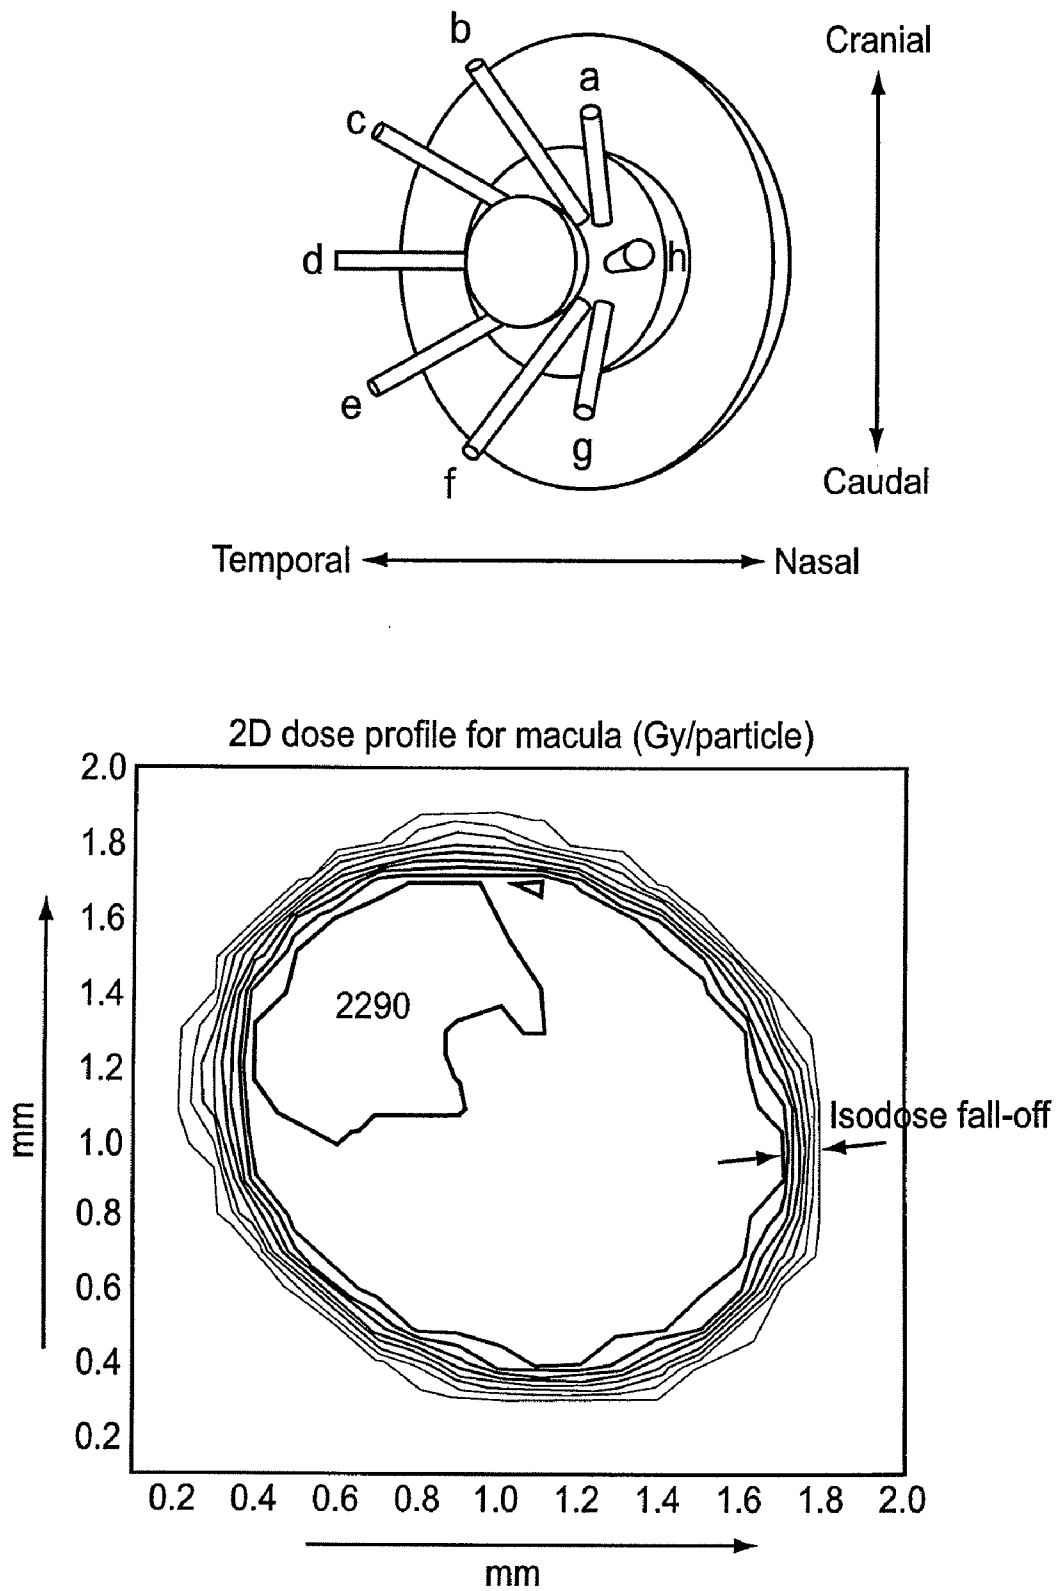 b
Cranial
a
c
d
h
e
g
f
Caudal
Temporal
Nasal
2D dose profile for macula (Gy/particle)
2.0
1.8
1.6
1.4
1.2
1.0
0.8
0.6
0.4
0.2
mm
2290
Isodose fall-off
0.2 0.4 0.6 0.8 1.0 1.2 1.4 1.6 1.8 2.0
mm